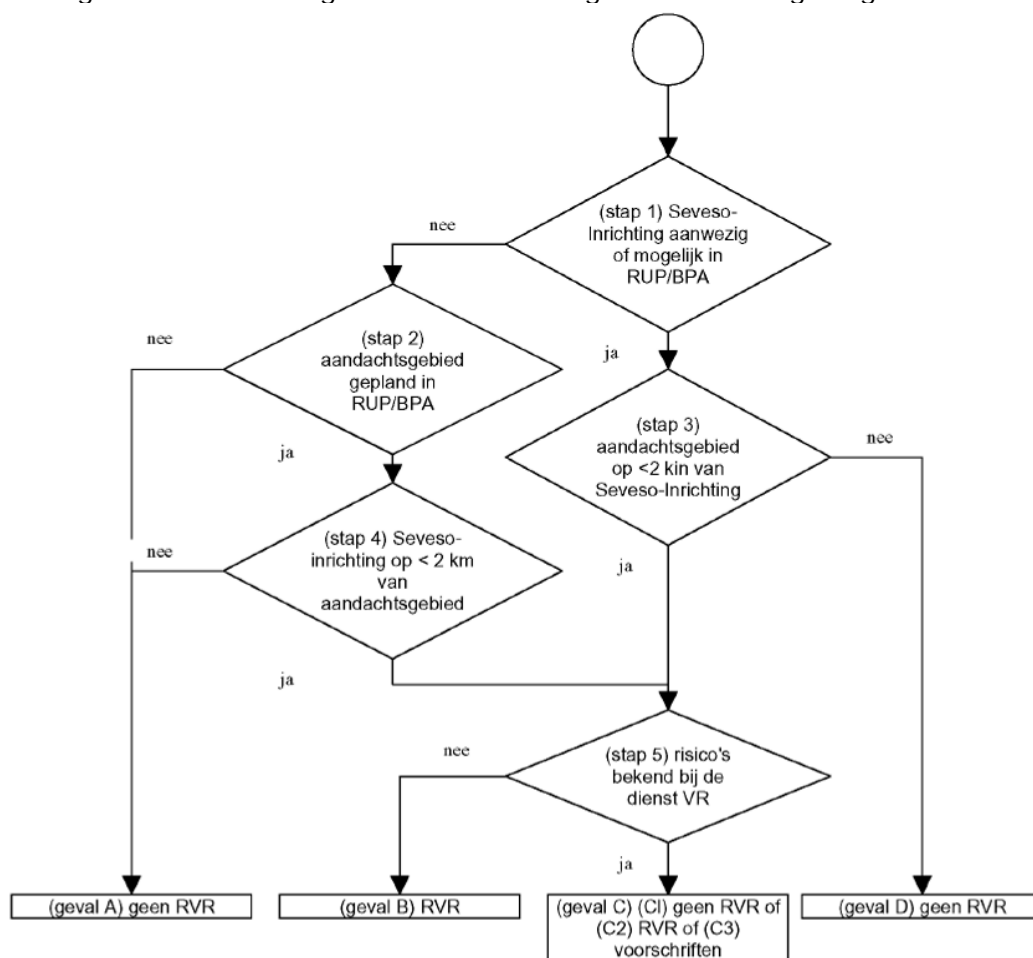 nee
(stap 1) Seveso-
Inrichting aanwezig
of mogelijk in
RUP/BPA
nee
(stap 2)
aandachtsgebied
gepland in
RUP/BPA
ja
ja
(stap 3)
aandachtsgebied
op <2 kin van
Seveso-Inrichting
nee
nee
(stap 4) Seveso-
inrichting op < 2 km
van
aandachtsgebied
ja
ja
nee
(stap 5) risico's
bekend bij de
dienst VR
ja
(geval A) geen RVR
(geval B) RVR
(geval C) (Cl) geen RVR of
(C2) RVR of (C3)
voorschriften
(geval D) geen RVR